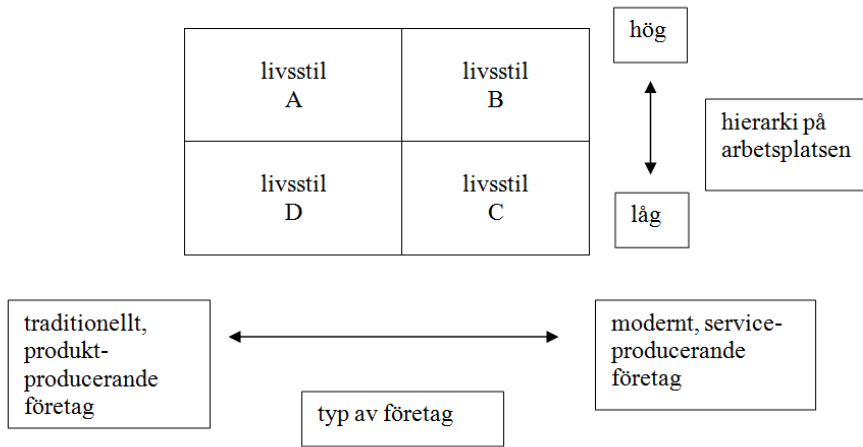 livsstil
A
livsstil
B
hög
hierarki på
arbetsplatsen
livsstil
D
livsstil
C
låg
traditionellt,
produkt-
producerande
företag
modernt, service-
producerande
företag
typ av företag